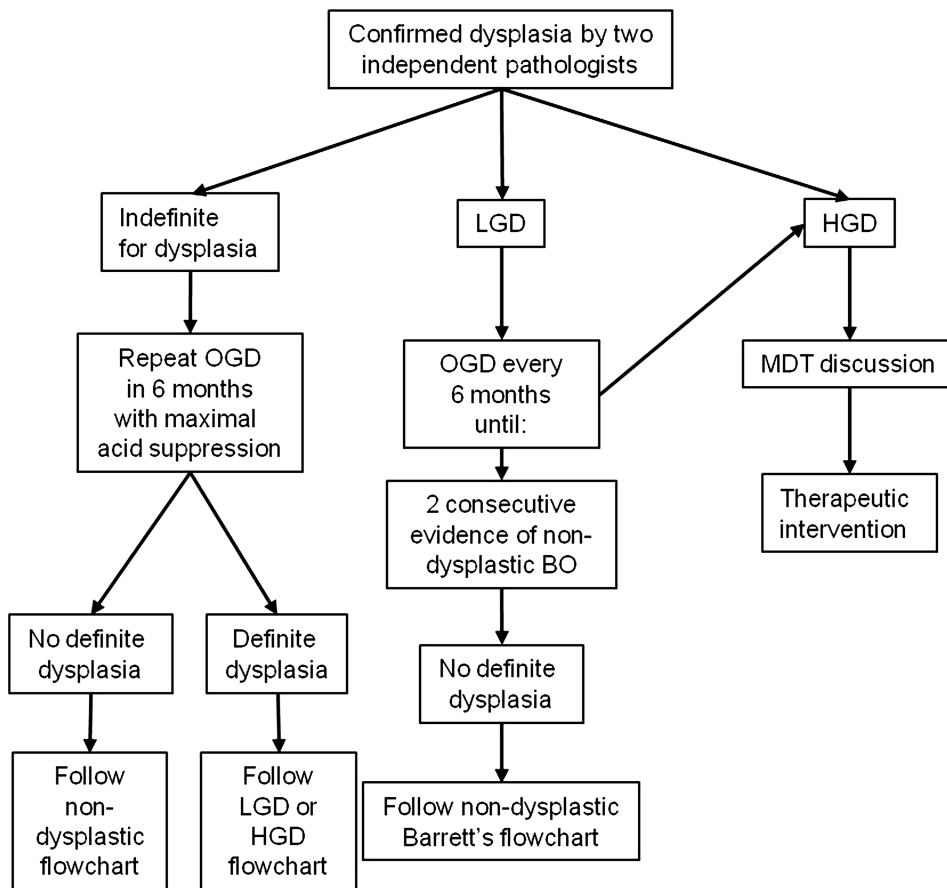 Confirmed dysplasia by two
independent pathologists
Indefinite
for dysplasia
LGD
HGD
Repeat OGD
in 6 months
with maximal
acid suppression
OGD every
6 months
until:
MDT discussion
2 consecutive
evidence of non-
dysplastic BO
Therapeutic
intervention
No definite
dysplasia
Definite
dysplasia
No definite
dysplasia
Follow
non-
dysplastic
flowchart
Follow
LGD or
HGD
flowchart
Follow non-dysplastic
Barrett’s flowchart